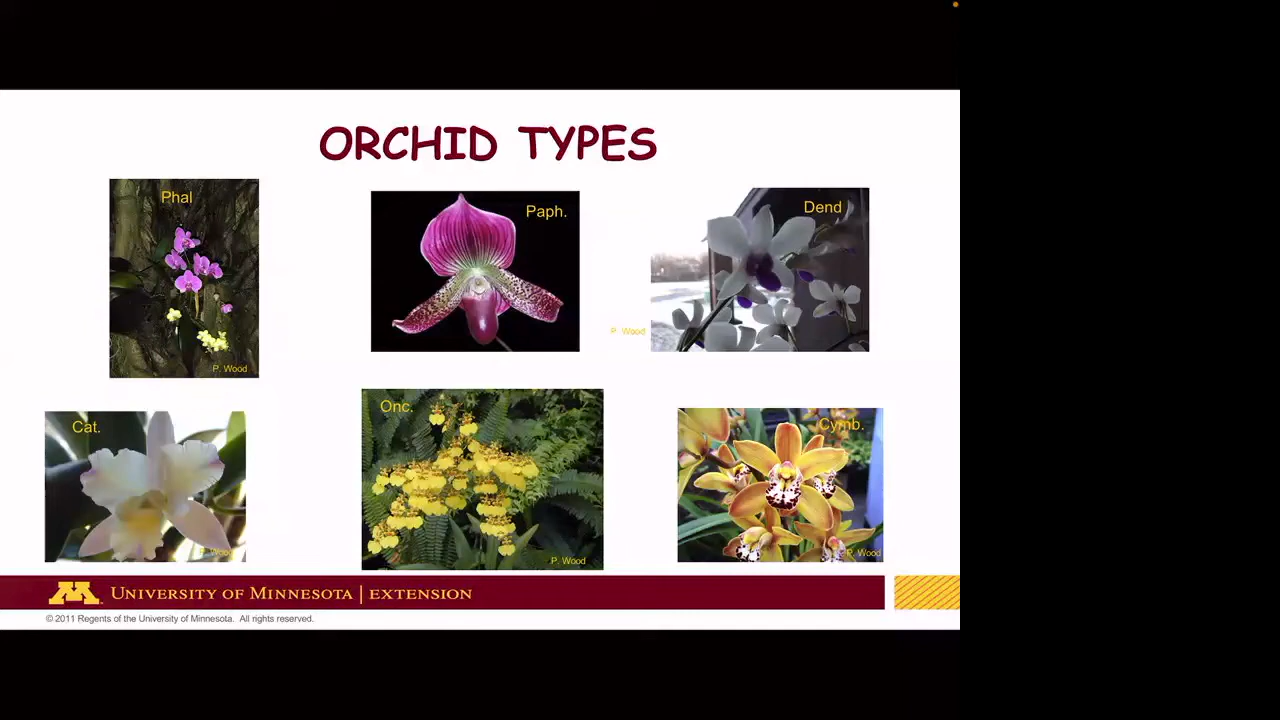 ORCHID TYPES
Phal
P. Wood
Paph.
Dend
P. Wood
Cat.
P. Wood
Onc.
P. Wood
Cymb.
P. Wood
M
UNIVERSITY OF MINNESOTA | EXTENSION
© 2011 Regents of the University of Minnesota. All rights reserved.